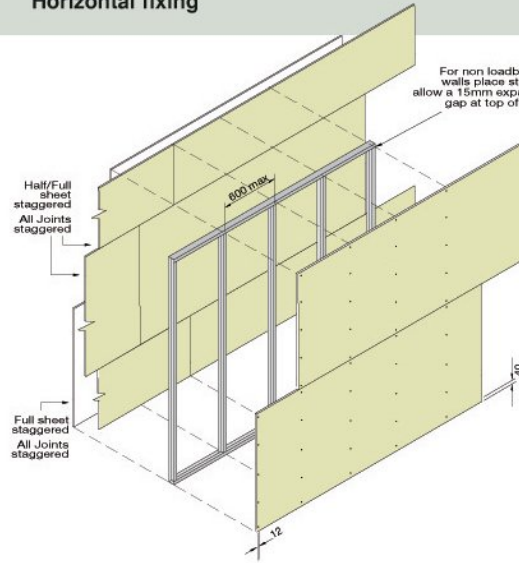 Horizontal fixing
For non loadb
walls place st
allow a 15mm expa
gap at top of
600 max
Half/Full
sheet
staggered
All Joints
staggered
Full sheet
staggered
All Joints
staggered
40
12